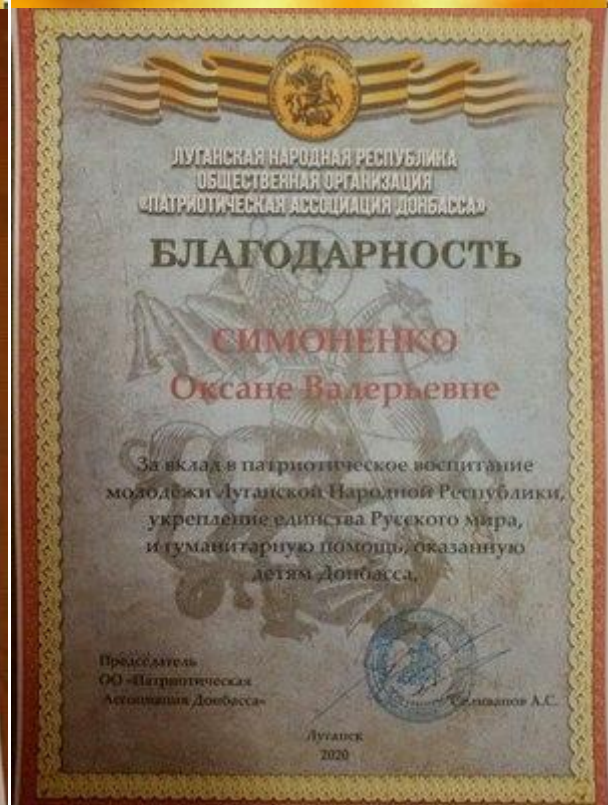 ЛУГАНСКАЯ НАРОДНАЯ РЕСПУБЛИКА
ОБЩЕСТВЕННАЯ ОРГАНИЗАЦИЯ
«ПАТРИОТИЧЕСКАЯ АССОЦИАЦИЯ ДОНБАССА»
БЛАГОДАРНОСТЬ
СИМОНЕНКО
Оксане Валерьевне
За вклад в патриотическое воспитание
молодёжи Луганской Народной Республики,
укрепление единства Русского мира,
и гуманитарную помощь, оказанную
детям Донбасса.
Председатель
ОО «Патриотическая
Ассоциация Донбасса»
Селиванов А.С.
Луганск
2020